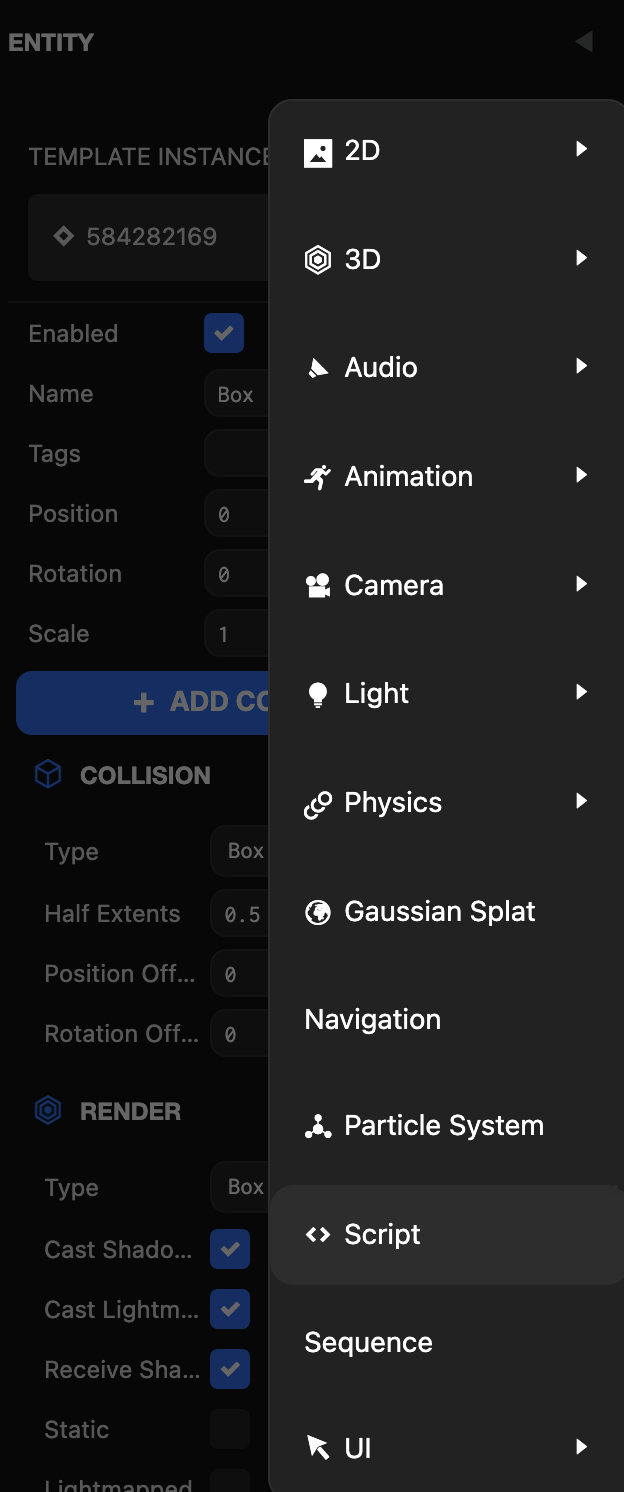 ENTITY
TEMPLATE INSTANCE
584282169
Enabled
Name
Box
Tags
Position
0
Rotation
0
Scale
1
+ ADD CO
COLLISION
Type
Box
Half Extents
0.5
Position Off...
0
Rotation Off...
0
RENDER
Type
Box
Cast Shado...
Cast Lightm...
Receive Sha...
Static
Lightmapped
2D
3D
Audio
Animation
Camera
Light
Physics
Gaussian Splat
Navigation
Particle System
Script
Sequence
UI